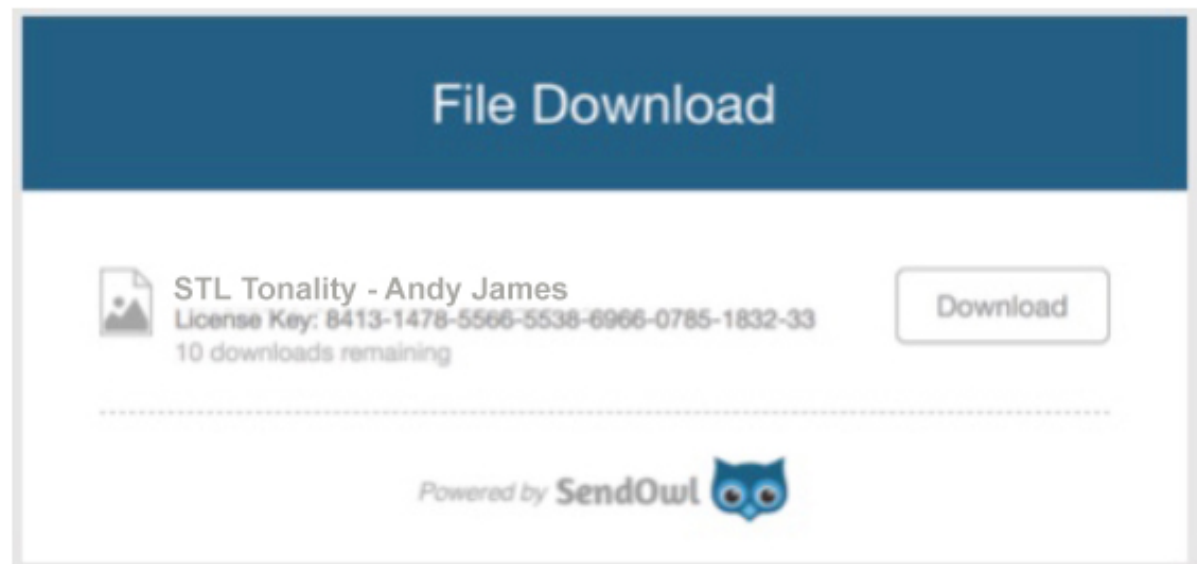 File Download
STL Tonality - Andy James
License Key: 8413-1478-5566-5538-6966-0785-1832-33
10 downloads remaining
Download
Powered by SendOwl